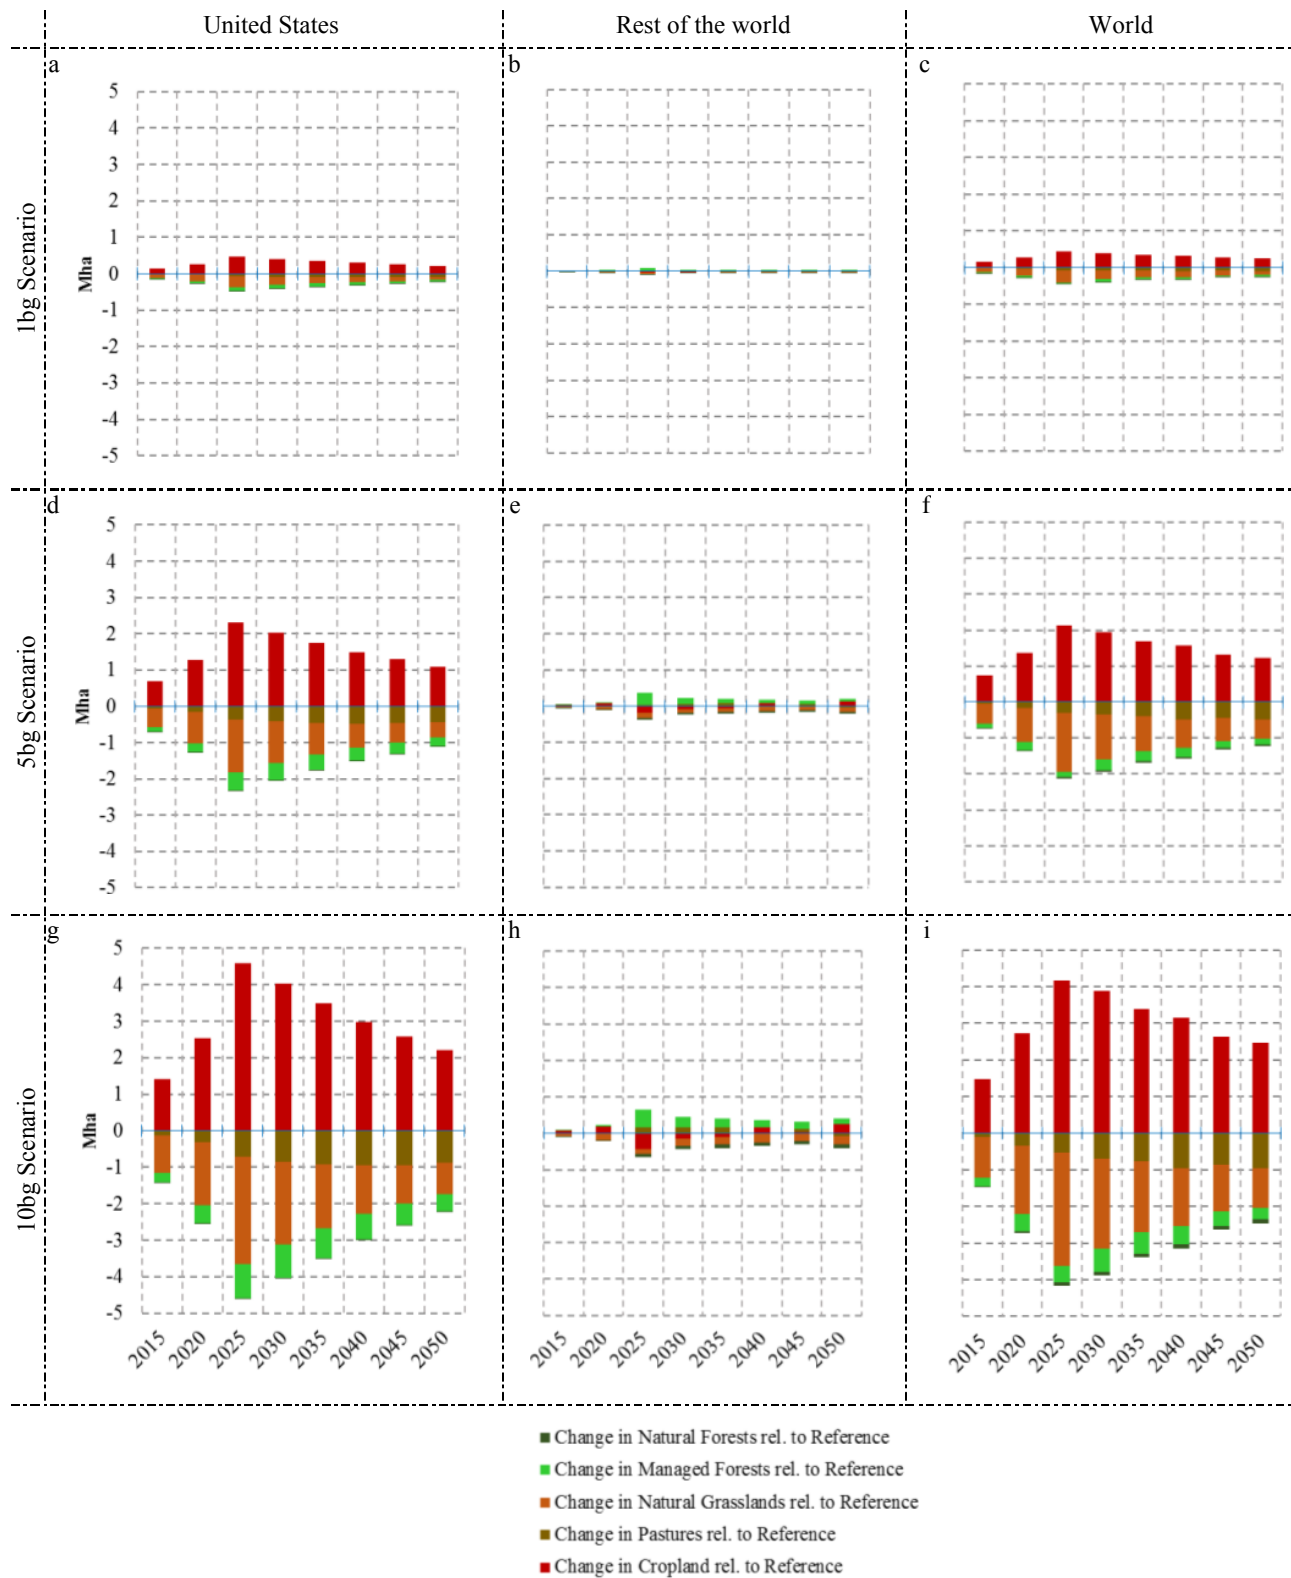 United States
Rest of the world
World
1bg Scenario
a
b
c
Mha
5
4
3
2
1
0
-1
-2
-3
-4
-5
5bg Scenario
d
e
f
Mha
5
4
3
2
1
0
-1
-2
-3
-4
-5
10bg Scenario
g
h
i
Mha
5
4
3
2
1
0
-1
-2
-3
-4
-5
2015 2020 2025 2030 2035 2040 2045 2050
2015 2020 2025 2030 2035 2040 2045 2050
2015 2020 2025 2030 2035 2040 2045 2050
Change in Natural Forests rel. to Reference
Change in Managed Forests rel. to Reference
Change in Natural Grasslands rel. to Reference
Change in Pastures rel. to Reference
Change in Cropland rel. to Reference